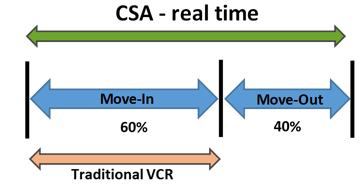 CSA - real time
Move-In
Move-Out
60%
40%
Traditional VCR